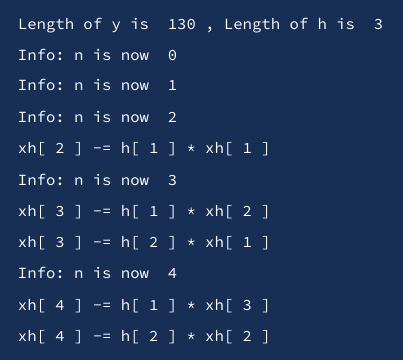 Length of y is  130 , Length of h is  3
Info: n is now  0
Info: n is now  1
Info: n is now  2
xh[ 2 ] -= h[ 1 ] * xh[ 1 ]
Info: n is now  3
xh[ 3 ] -= h[ 1 ] * xh[ 2 ]
xh[ 3 ] -= h[ 2 ] * xh[ 1 ]
Info: n is now  4
xh[ 4 ] -= h[ 1 ] * xh[ 3 ]
xh[ 4 ] -= h[ 2 ] * xh[ 2 ]